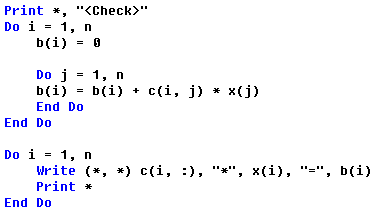 Print *, "<Check>"
Do i = 1, n
    b(i) = 0
    Do j = 1, n
    b(i) = b(i) + c(i, j) * x(j)
    End Do
End Do
Do i = 1, n
    Write (*, *) c(i, :), "*", x(i), "=", b(i)
    Print *
End Do